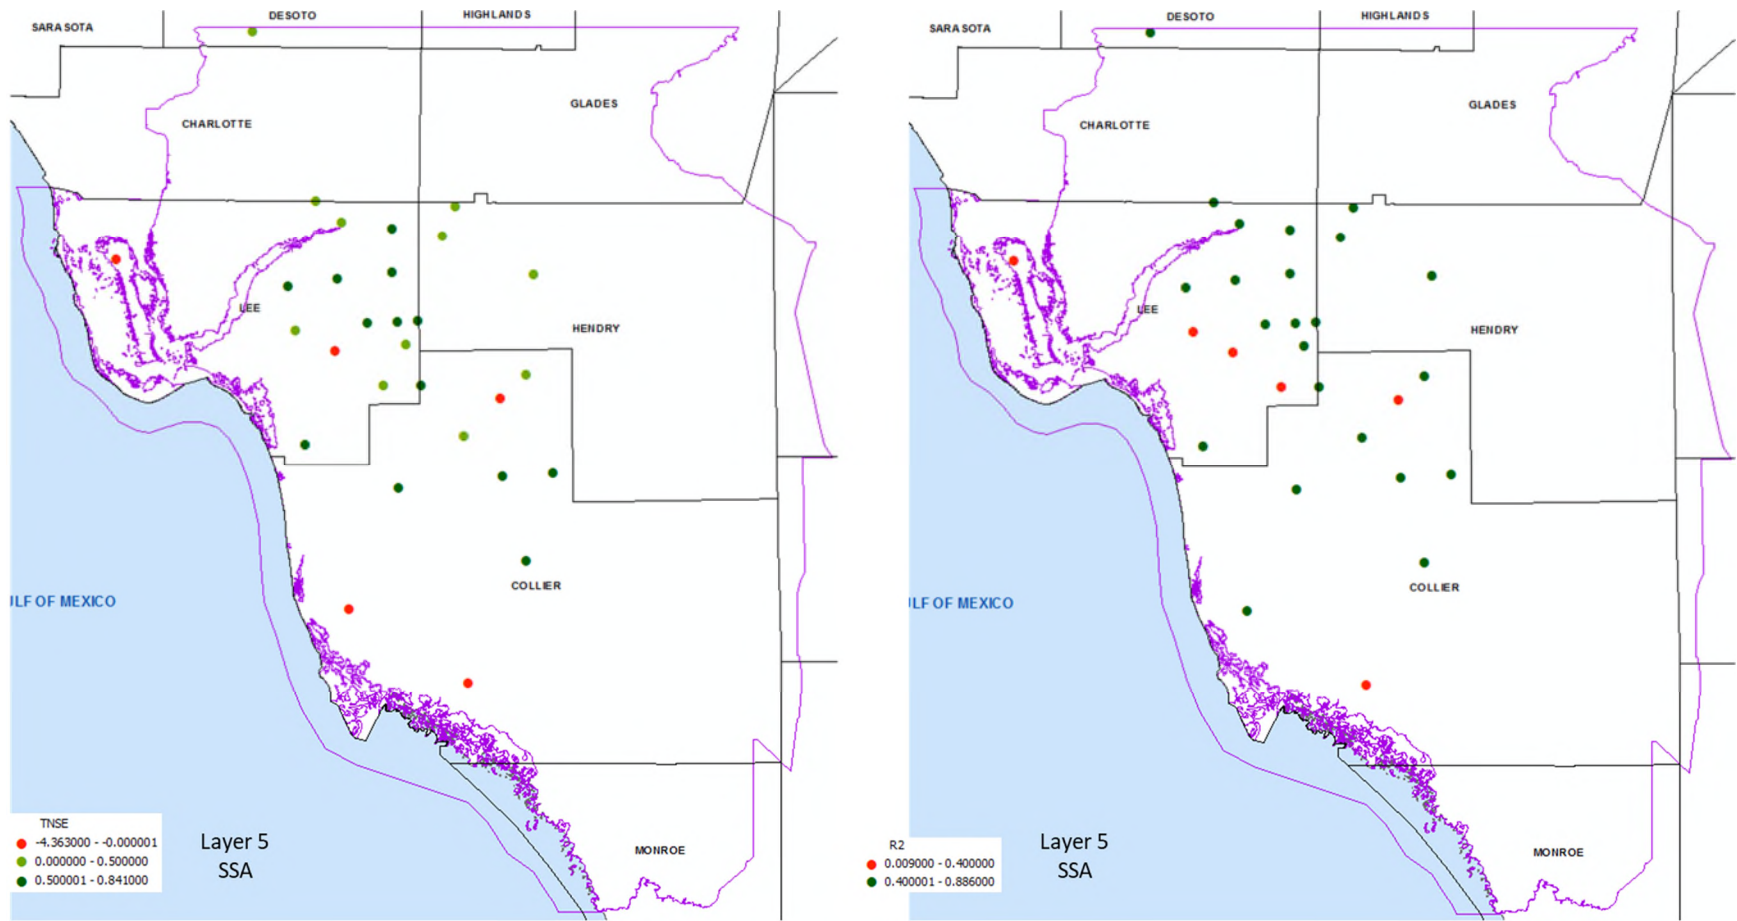 DESOTO
HIGHLANDS
SARASOTA
GLADES
CHARLOTTE
LEE
HENDRY
COLLIER
ULF OF MEXICO
MONROE
TNSE
-4.363000 - -0.000001
0.000000 - 0.500000
0.500001 - 0.841000
Layer 5
SSA
DESOTO
HIGHLANDS
SARASOTA
GLADES
CHARLOTTE
LEE
HENDRY
COLLIER
ULF OF MEXICO
MONROE
R2
0.009000 - 0.400000
0.400001 - 0.886000
Layer 5
SSA